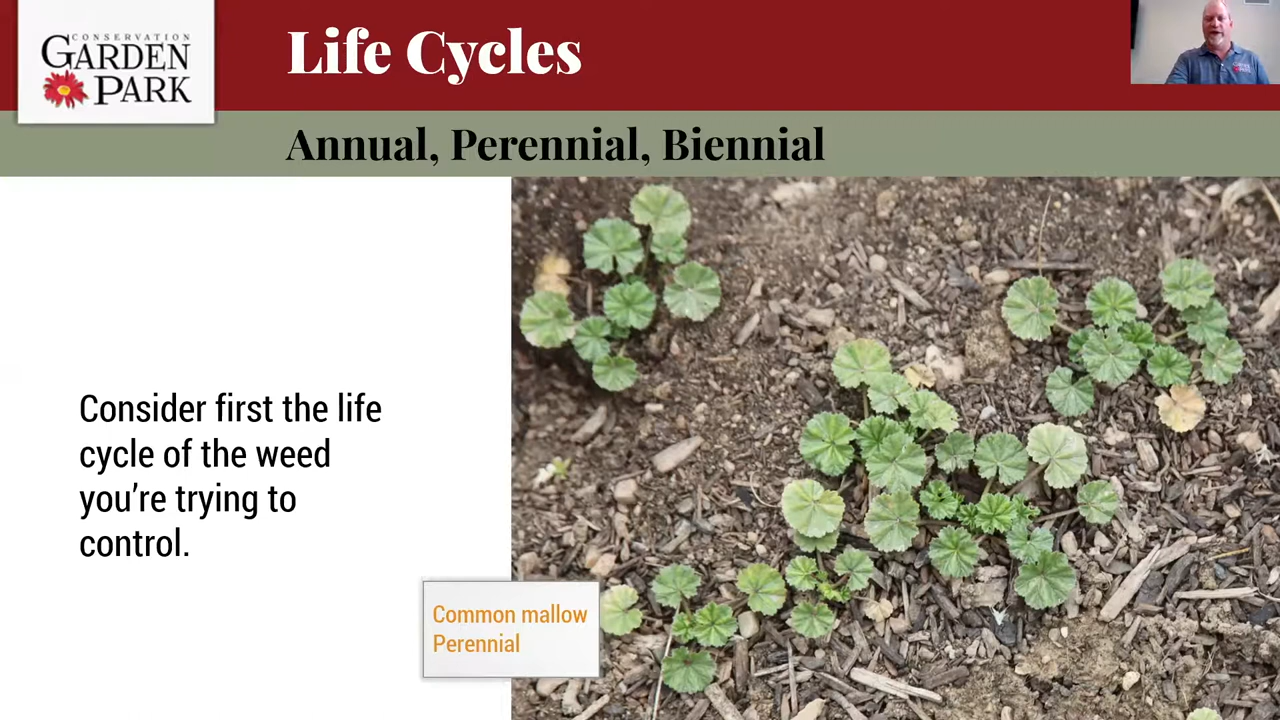 CONSERVATION
GARDEN
PARK
Life Cycles
Annual, Perennial, Biennial
Consider first the life
cycle of the weed
you're trying to
control.
Common mallow
Perennial